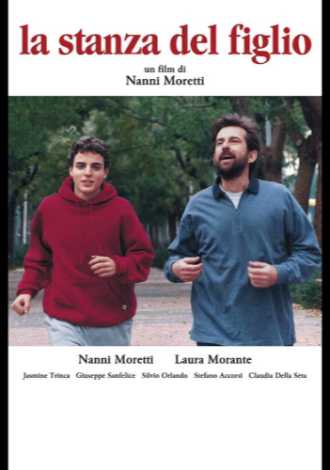 la stanza del figlio
un film di
Nanni Moretti
Nanni Moretti Laura Morante
Jasmine Trinca Giuseppe Sanfelice Silvio Orlando Stefano Accorsi Claudia Della Seta